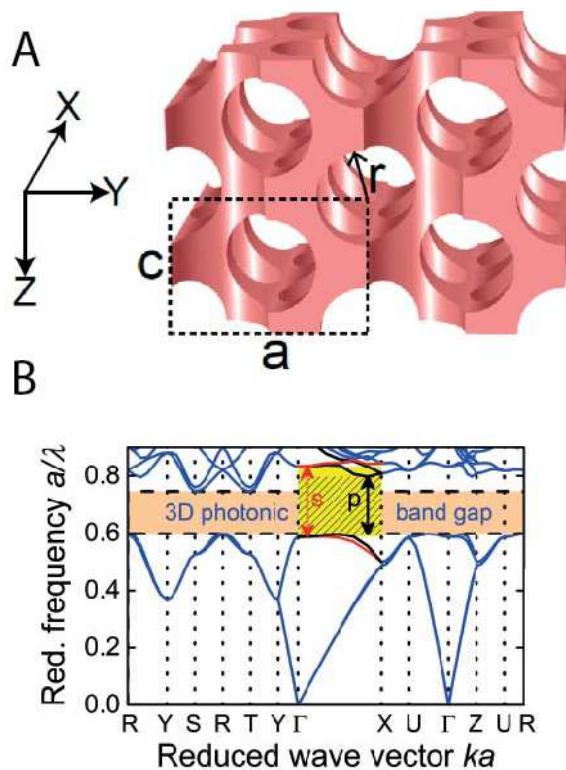 A
X
Y
Z
r
c
a
B
Red. frequency a/λ
0.8
0.6
0.4
0.2
0.0
3D photonic
s
p
band gap
R Y S R T Y Γ X U Γ Z U R
Reduced wave vector ka